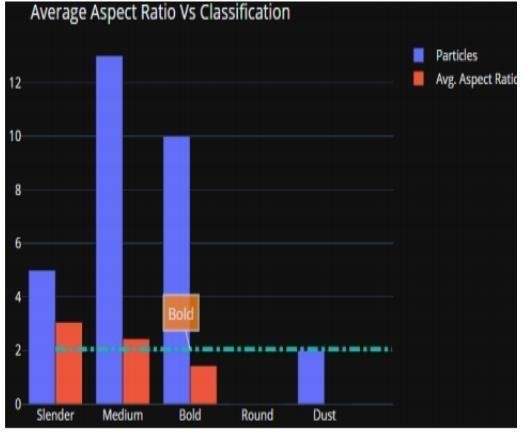 Average Aspect Ratio Vs Classification
Particles
Avg. Aspect Ratio
12
10
8
6
4
Bold
2
0
Slender Medium Bold Round Dust